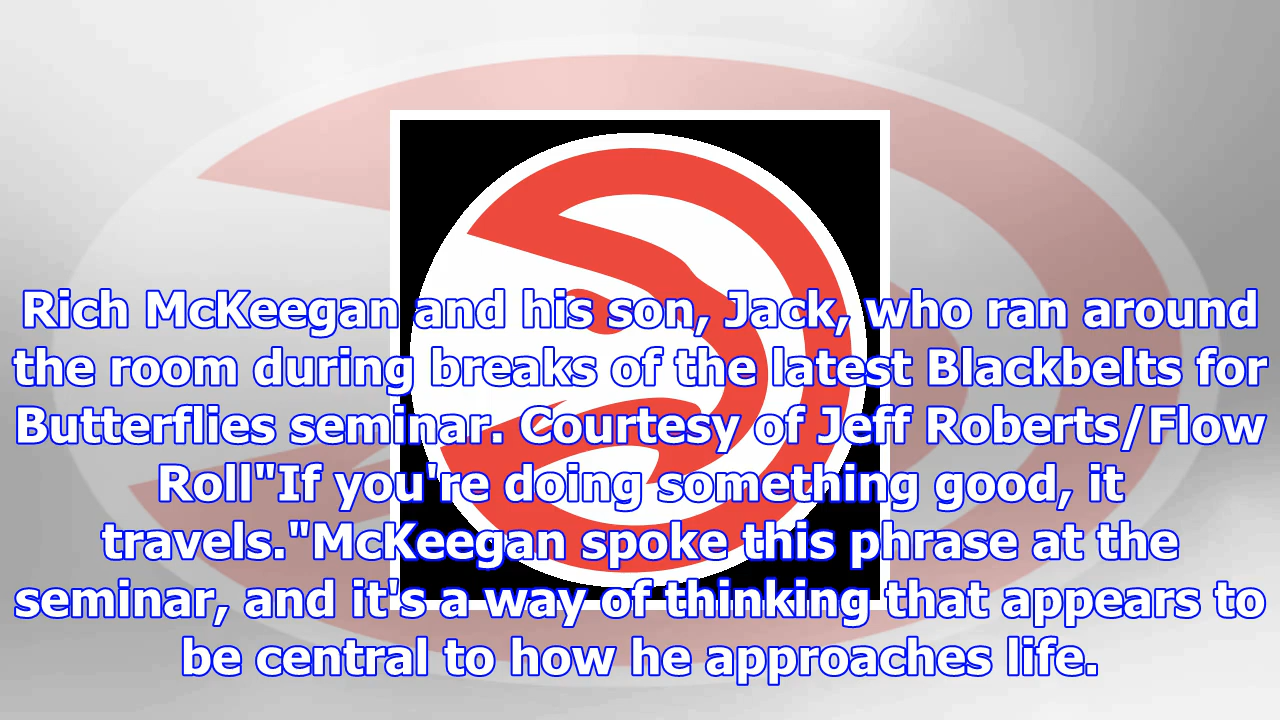 Rich McKeegan and his son, Jack, who ran around
the room during breaks of the latest Blackbelts for
Butterflies seminar. Courtesy of Jeff Roberts/Flow
Roll"If you're doing something good, it
travels."McKeegan spoke this phrase at the
seminar, and it's a way of thinking that appears to
be central to how he approaches life.